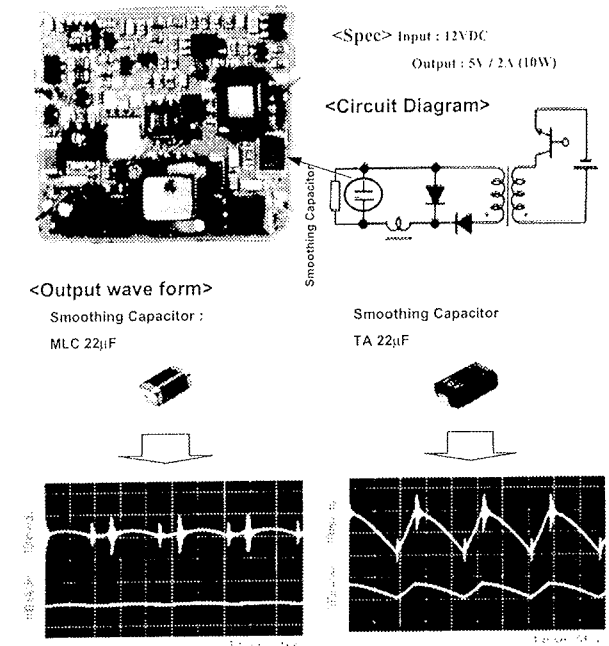 <Spec> Input : 12VDC
Output : 5V / 2A (10W)
<Circuit Diagram>
Smoothing Capacitor
<Output wave form>
Smoothing Capacitor :
MLC 22µF
Smoothing Capacitor
TA 22µF